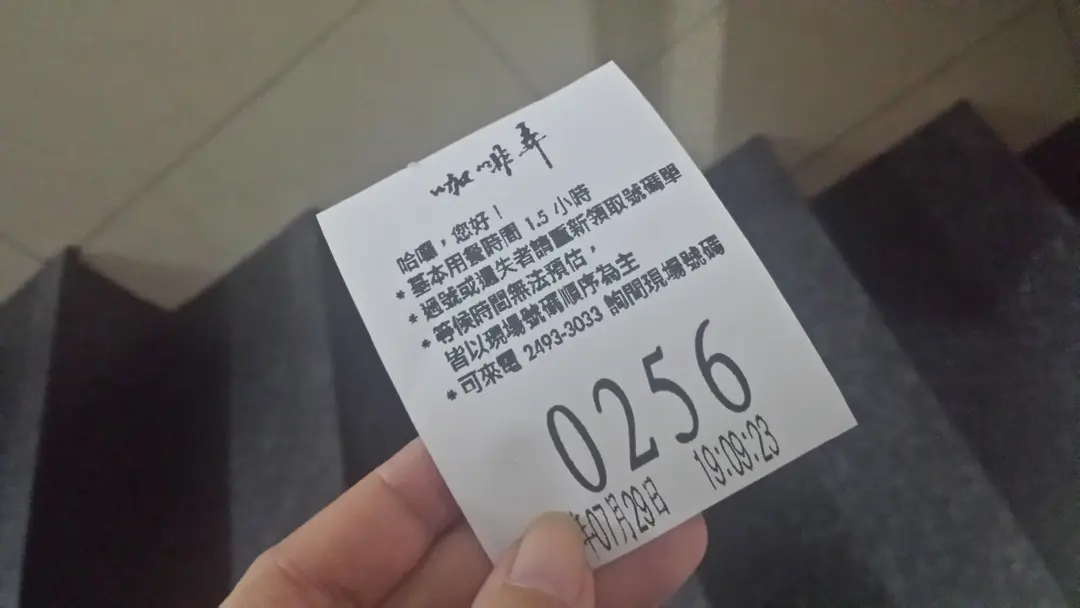 咖啡弄
哈囉，您好！
* 基本用餐時間 1.5 小時
* 過號或遺失者請重新領取號碼單
* 等候時間無法預估，
皆以現場號碼順序為主
* 可來電 2493-3033 詢問現場號碼
0256
年07月29日 19:09:23